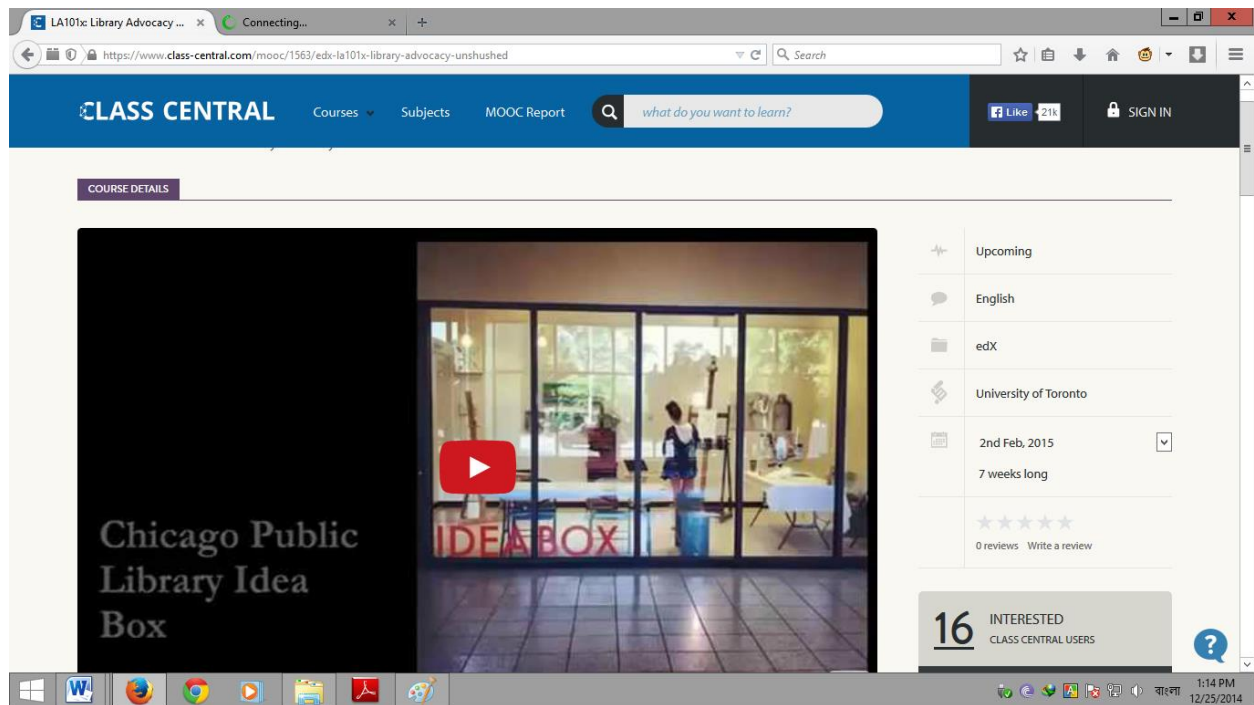 LA101x: Library Advocacy ...
Connecting...
https://www.class-central.com/mooc/1563/edx-la101x-library-advocacy-unshushed
Search
CLASS CENTRAL
Courses
Subjects
MOOC Report
what do you want to learn?
Like
21k
SIGN IN
COURSE DETAILS
Upcoming
English
edX
University of Toronto
2nd Feb, 2015
7 weeks long
0 reviews Write a review
Chicago Public
Library Idea
Box
IDEA BOX
16
INTERESTED
CLASS CENTRAL USERS
?
বাংলা
1:14 PM
12/25/2014